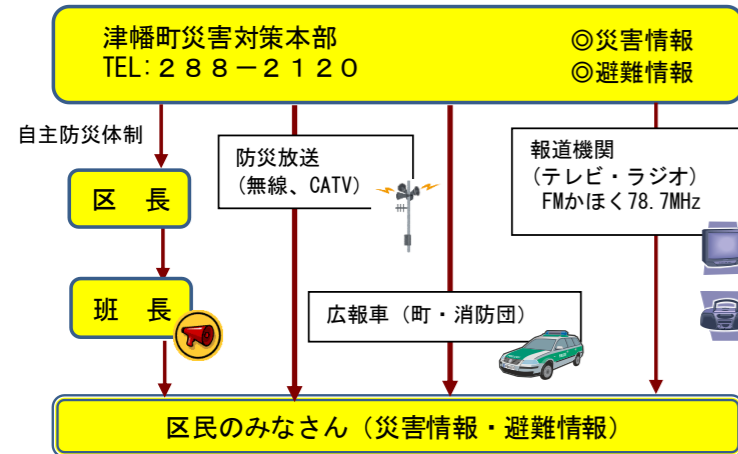 津幡町災害対策本部
TEL:２８８－２１２０
◎災害情報
◎避難情報
自主防災体制
区　長
班　長
防災放送
(無線、CATV)
広報車（町・消防団）
報道機関
(テレビ・ラジオ)
FMかほく78.7MHz
区民のみなさん（災害情報・避難情報）